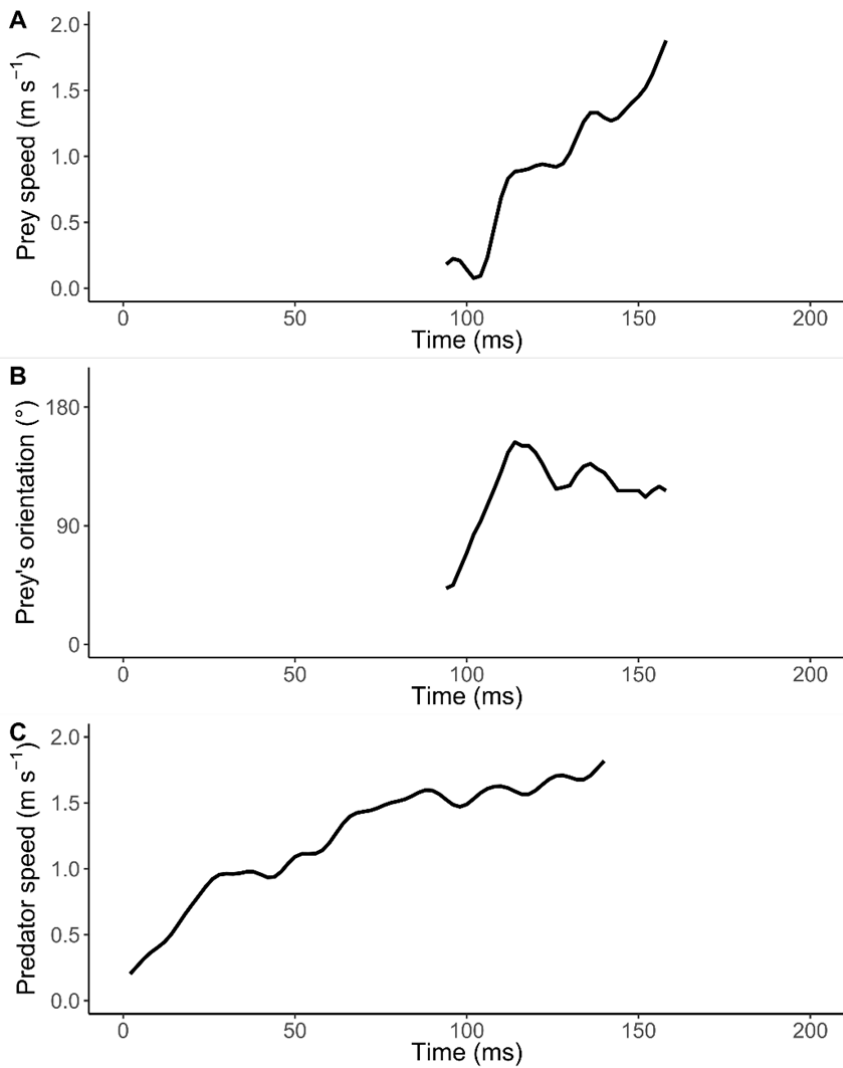 A
Prey speed (m s⁻¹)
2.0
1.5
1.0
0.5
0.0
0 50 100 150 200
Time (ms)
B
Prey's orientation (°)
180
90
0
0 50 100 150 200
Time (ms)
C
Predator speed (m s⁻¹)
2.0
1.5
1.0
0.5
0.0
0 50 100 150 200
Time (ms)